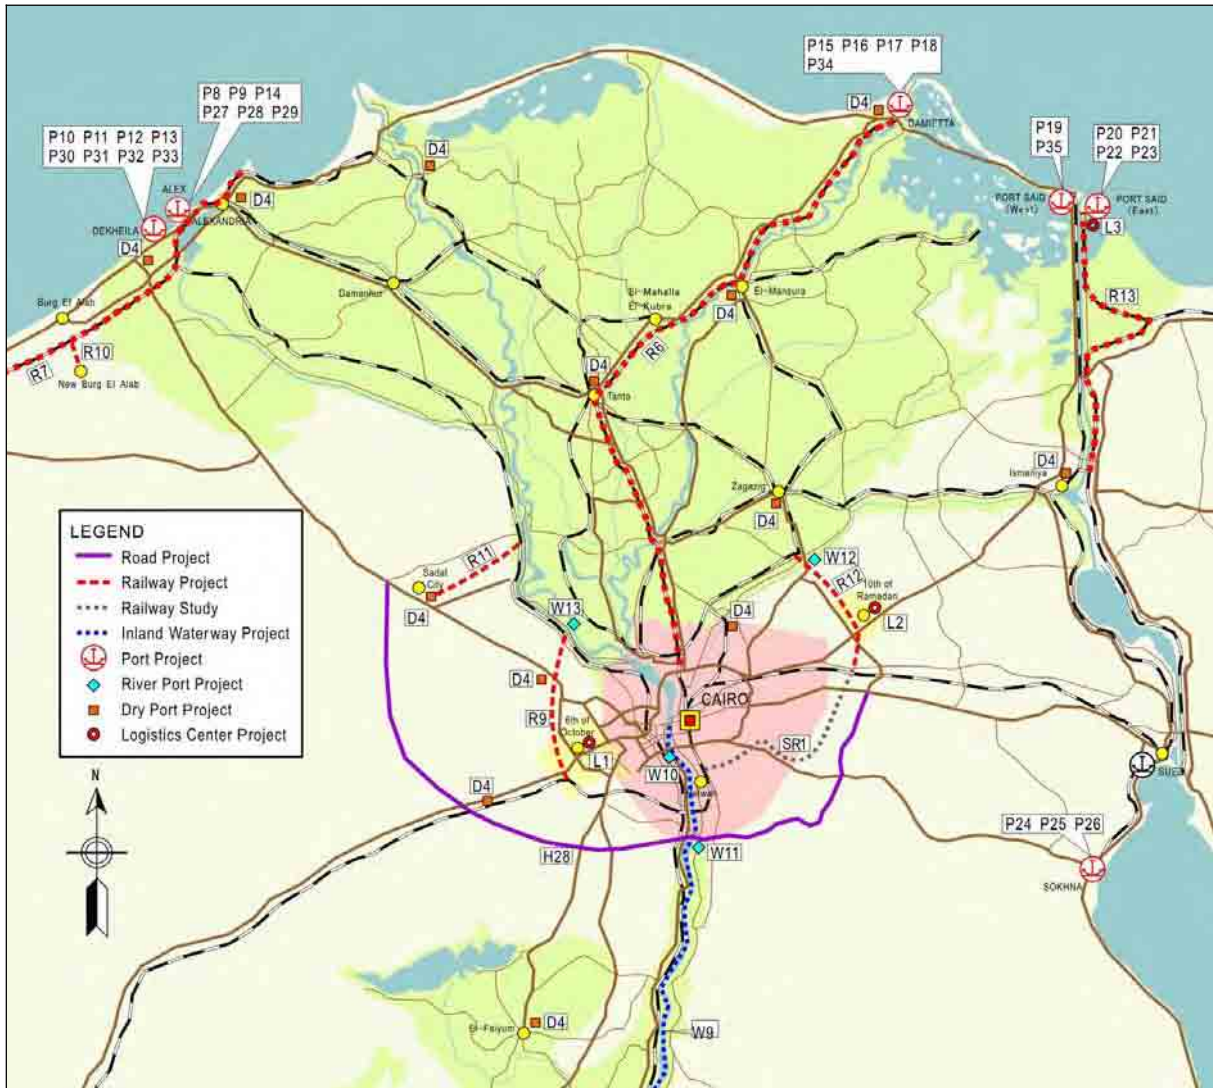 P15 P16 P17 P18
P34
P8 P9 P14
P27 P28 P29
P10 P11 P12 P13
P30 P31 P32 P33
P19
P35
P20 P21
P22 P23
D4
DAMIETTA
D4
ALEX
D4
ALEXANDRIA
DEKHEILA
D4
PORT SAID
(West)
PORT SAID
(East)
L3
Burg El Alab
Damanhur
El-Mahalla
El-Kubra
El-Mansura
D4
R13
R6
R7
R10
New Burg El Alab
D4
Tanta
Zagazig
D4
D4
Ismaniya
LEGEND
Road Project
Railway Project
Railway Study
Inland Waterway Project
Port Project
River Port Project
Dry Port Project
Logistics Center Project
R11
Sadat
City
D4
W13
W12
R12
10th of
Ramadan
L2
D4
D4
R9
6th of
October
L1
CAIRO
W10
SR1
D4
H28
W11
SUEZ
P24 P25 P26
SOKHNA
N
El-Faiyum
D4
W9